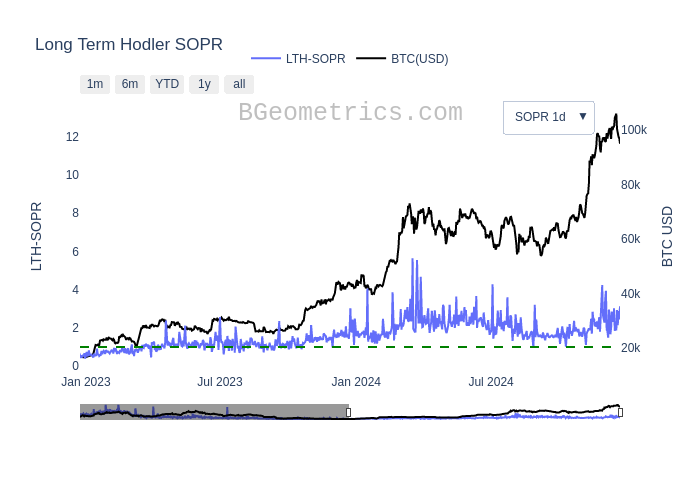 Long Term Hodler SOPR
LTH-SOPR BTC(USD)
1m 6m YTD 1y all
BGeometrics.com
SOPR 1d ▼
12
10
8
6
4
2
0
LTH-SOPR
100k
80k
60k
40k
20k
BTC USD
Jan 2023 Jul 2023 Jan 2024 Jul 2024